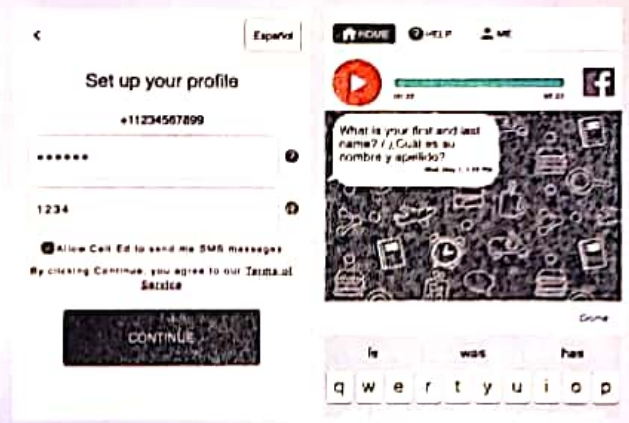 Español
Set up your profile
+11234567899
••••••
1234
Allow Cell Ed to send me SMS messages
By clicking Continue, you agree to our Terms of
Service
CONTINUE
HOME
HELP
ME
What is your first and last
name? / ¿Cuál es su
nombre y apellido?
is was has
q w e r t y u i o p